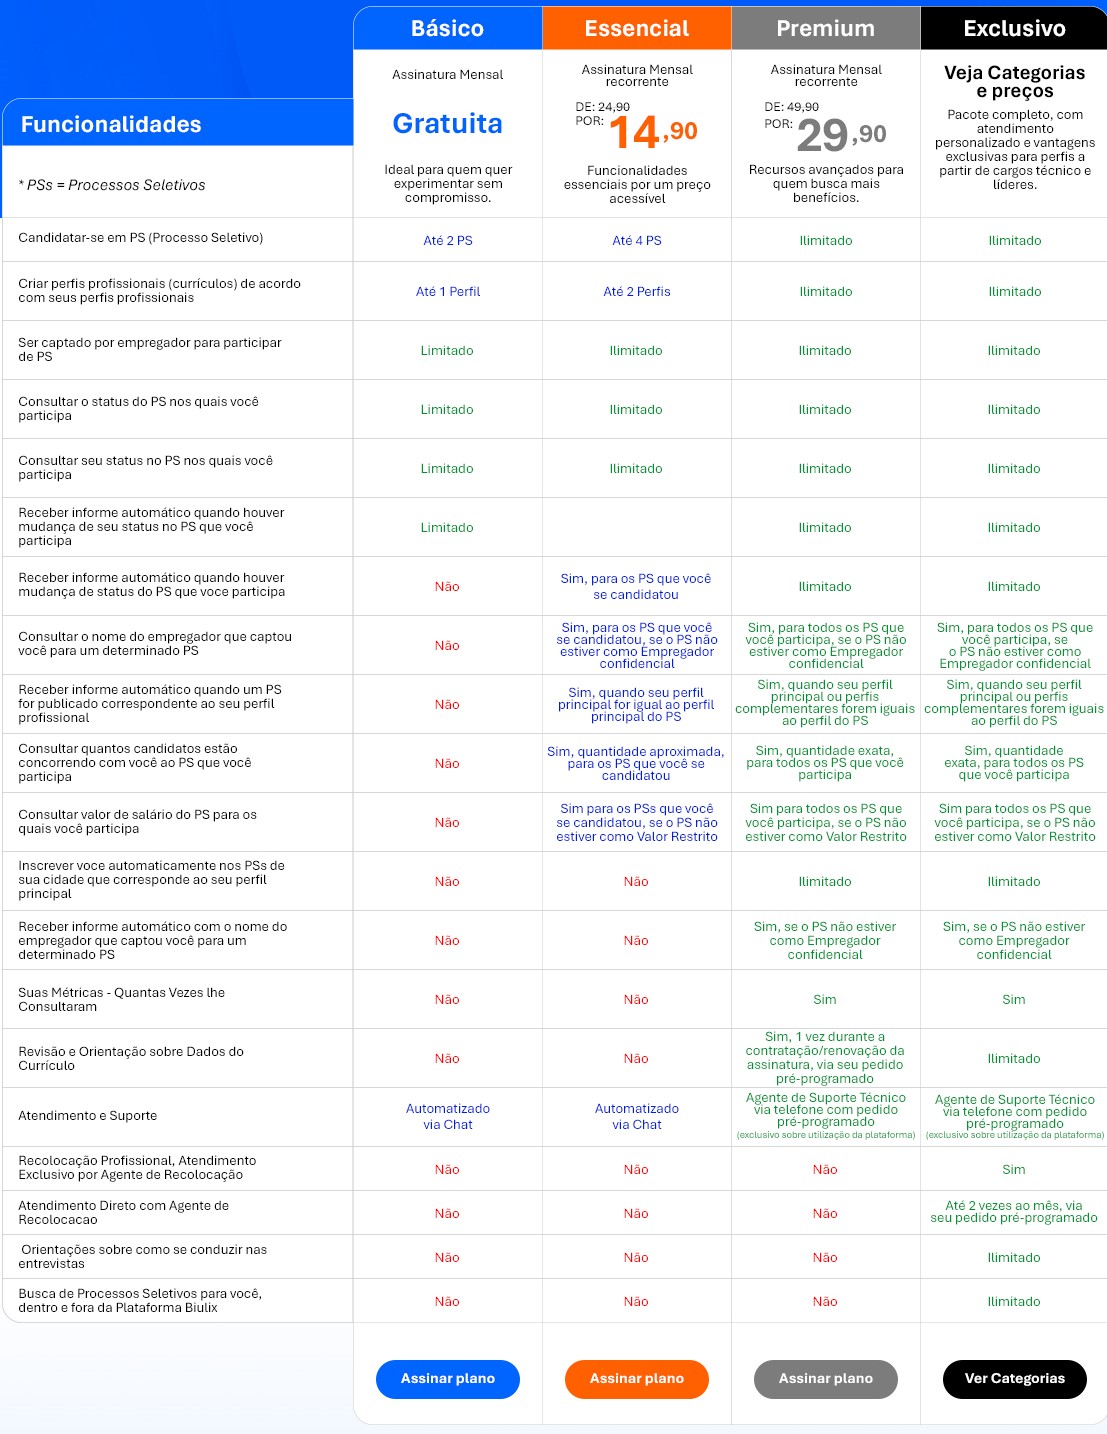 Básico
Essencial
Premium
Exclusivo
Assinatura Mensal
Gratuita
Ideal para quem quer
experimentar sem
compromisso.
Assinatura Mensal
recorrente
DE: 24,90
POR: 14,90
Funcionalidades
essenciais por um preço
acessível
Assinatura Mensal
recorrente
DE: 49,90
POR: 29,90
Recursos avançados para
quem busca mais
benefícios.
Veja Categorias
e preços
Pacote completo, com
atendimento
personalizado e vantagens
exclusivas para perfis a
partir de cargos técnico e
líderes.
Funcionalidades
* PSs = Processos Seletivos
Candidatar-se em PS (Processo Seletivo)
Até 2 PS
Até 4 PS
Ilimitado
Ilimitado
Criar perfis profissionais (currículos) de acordo
com seus perfis profissionais
Até 1 Perfil
Até 2 Perfis
Ilimitado
Ilimitado
Ser captado por empregador para participar
de PS
Limitado
Ilimitado
Ilimitado
Ilimitado
Consultar o status do PS nos quais você
participa
Limitado
Ilimitado
Ilimitado
Ilimitado
Consultar seu status no PS nos quais você
participa
Limitado
Ilimitado
Ilimitado
Ilimitado
Receber informe automático quando houver
mudança de seu status no PS que você
participa
Limitado
Ilimitado
Ilimitado
Receber informe automático quando houver
mudança de status do PS que voce participa
Não
Sim, para os PS que você
se candidatou
Ilimitado
Ilimitado
Consultar o nome do empregador que captou
você para um determinado PS
Não
Sim, para os PS que você
se candidatou, se o PS não
estiver como Empregador
confidencial
Sim, para todos os PS que
você participa, se o PS não
estiver como Empregador
confidencial
Sim, para todos os PS que
você participa, se
o PS não estiver como
Empregador confidencial
Receber informe automático quando um PS
for publicado correspondente ao seu perfil
profissional
Não
Sim, quando seu perfil
principal for igual ao perfil
principal do PS
Sim, quando seu perfil
principal ou perfis
complementares forem iguais
ao perfil do PS
Sim, quando seu perfil
principal ou perfis
complementares forem iguais
ao perfil do PS
Consultar quantos candidatos estão
concorrendo com você ao PS que você
participa
Não
Sim, quantidade aproximada,
para os PS que você se
candidatou
Sim, quantidade exata,
para todos os PS que você
participa
Sim, quantidade
exata, para todos os PS
que você participa
Consultar valor de salário do PS para os
quais você participa
Não
Sim para os PSs que você
se candidatou, se o PS não
estiver como Valor Restrito
Sim para todos os PS que
você participa, se o PS não
estiver como Valor Restrito
Sim para todos os PS que
você participa, se o PS não
estiver como Valor Restrito
Inscrever voce automaticamente nos PSs de
sua cidade que corresponde ao seu perfil
principal
Não
Não
Ilimitado
Ilimitado
Receber informe automático com o nome do
empregador que captou você para um
determinado PS
Não
Não
Sim, se o PS não estiver
como Empregador
confidencial
Sim, se o PS não estiver
como Empregador
confidencial
Suas Métricas - Quantas Vezes lhe
Consultaram
Não
Não
Sim
Sim
Revisão e Orientação sobre Dados do
Currículo
Não
Não
Sim, 1 vez durante a
contratação/renovação da
assinatura, via seu pedido
pré-programado
Ilimitado
Atendimento e Suporte
Automatizado
via Chat
Automatizado
via Chat
Agente de Suporte Técnico
via telefone com pedido
pré-programado
(exclusivo sobre utilização da plataforma)
Agente de Suporte Técnico
via telefone com pedido
pré-programado
(exclusivo sobre utilização da plataforma)
Recolocação Profissional, Atendimento
Exclusivo por Agente de Recolocação
Não
Não
Não
Sim
Atendimento Direto com Agente de
Recolocacao
Não
Não
Não
Até 2 vezes ao mês, via
seu pedido pré-programado
Orientações sobre como se conduzir nas
entrevistas
Não
Não
Não
Ilimitado
Busca de Processos Seletivos para você,
dentro e fora da Plataforma Biulix
Não
Não
Não
Ilimitado
Assinar plano
Assinar plano
Assinar plano
Ver Categorias